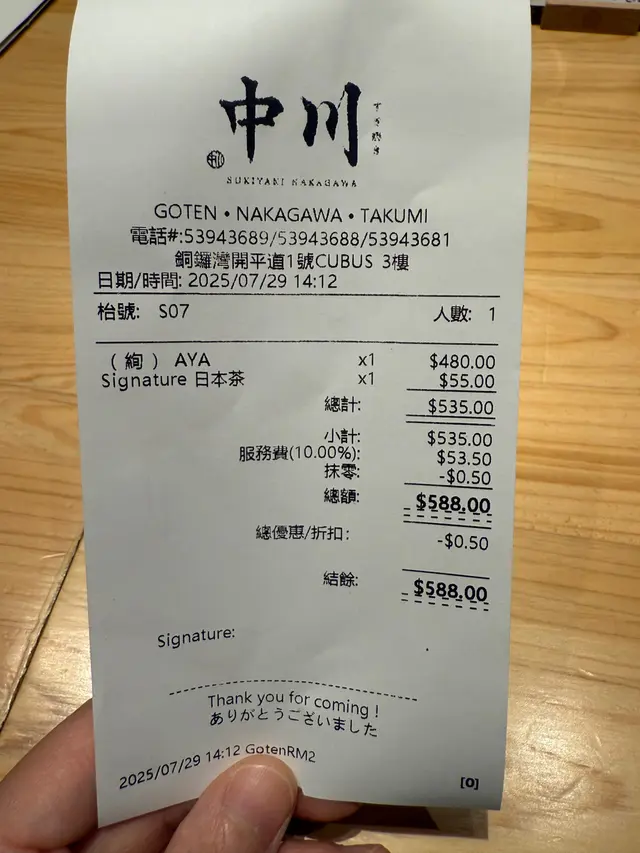 中川
すき焼き
SUKIYAKI NAKAGAWA
GOTEN • NAKAGAWA • TAKUMI
電話#:53943689/53943688/53943681
銅鑼灣開平道1號CUBUS 3樓
日期/時間: 2025/07/29 14:12
枱號: S07 人數: 1
（絢） AYA x1 $480.00
Signature 日本茶 x1 $55.00
總計: $535.00
小計: $535.00
服務費(10.00%): $53.50
抹零: -$0.50
總額: $588.00
總優惠/折扣: -$0.50
結餘: $588.00
Signature:
Thank you for coming !
ありがとうございました
2025/07/29 14:12 GotenRM2
[0]